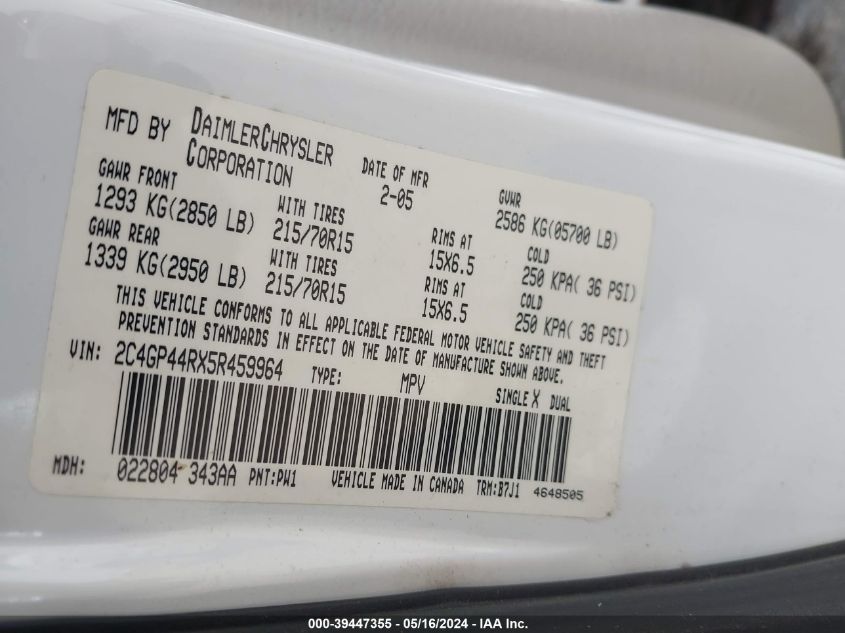 MFD BY DAIMLERCHRYSLER CORPORATION DATE OF MFR 2-05 GVWR 2586 KG(05700 LB)
GAWR FRONT 1293 KG(2850 LB) WITH TIRES 215/70R15 RIMS AT 15X6.5 COLD 250 KPA( 36 PSI)
GAWR REAR 1339 KG(2950 LB) WITH TIRES 215/70R15 RIMS AT 15X6.5 COLD 250 KPA( 36 PSI)
THIS VEHICLE CONFORMS TO ALL APPLICABLE FEDERAL MOTOR VEHICLE SAFETY AND THEFT
PREVENTION STANDARDS IN EFFECT ON THE DATE OF MANUFACTURE SHOWN ABOVE.
VIN: 2C4GP44RX5R459964 TYPE: MPV SINGLE X DUAL
MDH: 022804 343AA PNT:PW1 VEHICLE MADE IN CANADA TRM:B7J1 4648505
000-39447355 - 05/16/2024 - IAA Inc.